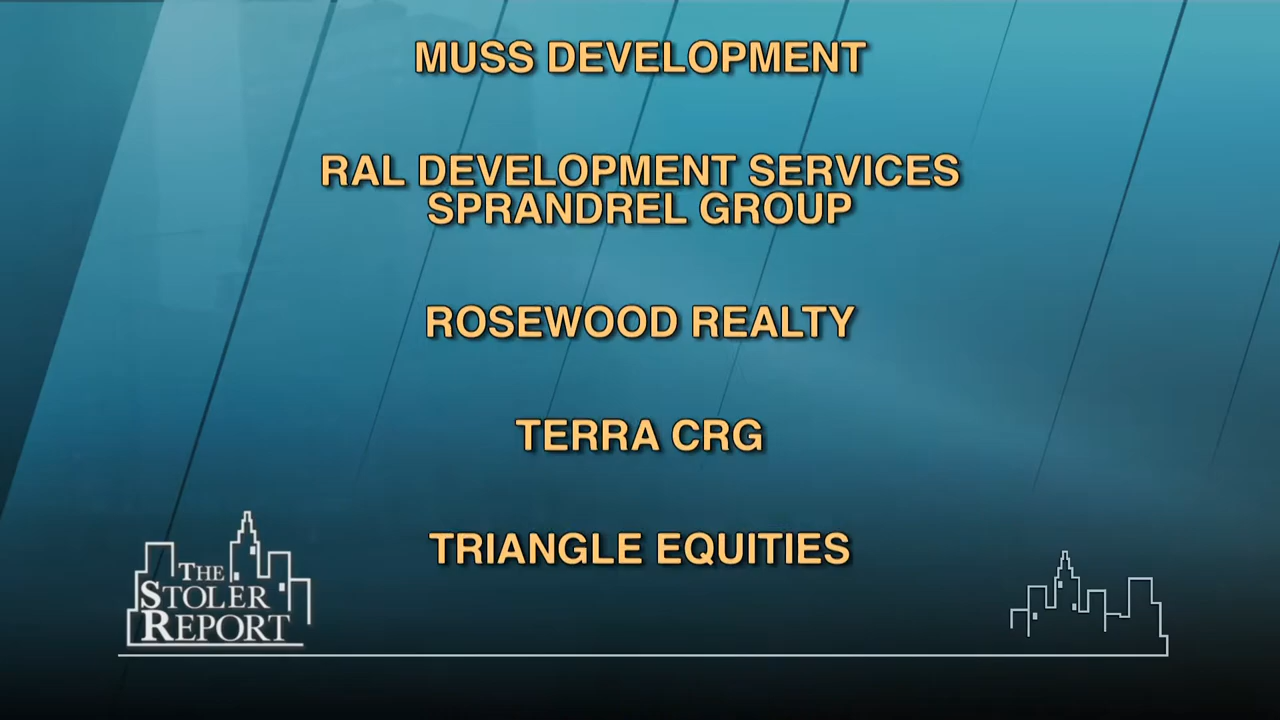 MUSS DEVELOPMENT
RAL DEVELOPMENT SERVICES
SPRANDREL GROUP
ROSEWOOD REALTY
TERRA CRG
TRIANGLE EQUITIES
THE
STOLER
REPORT